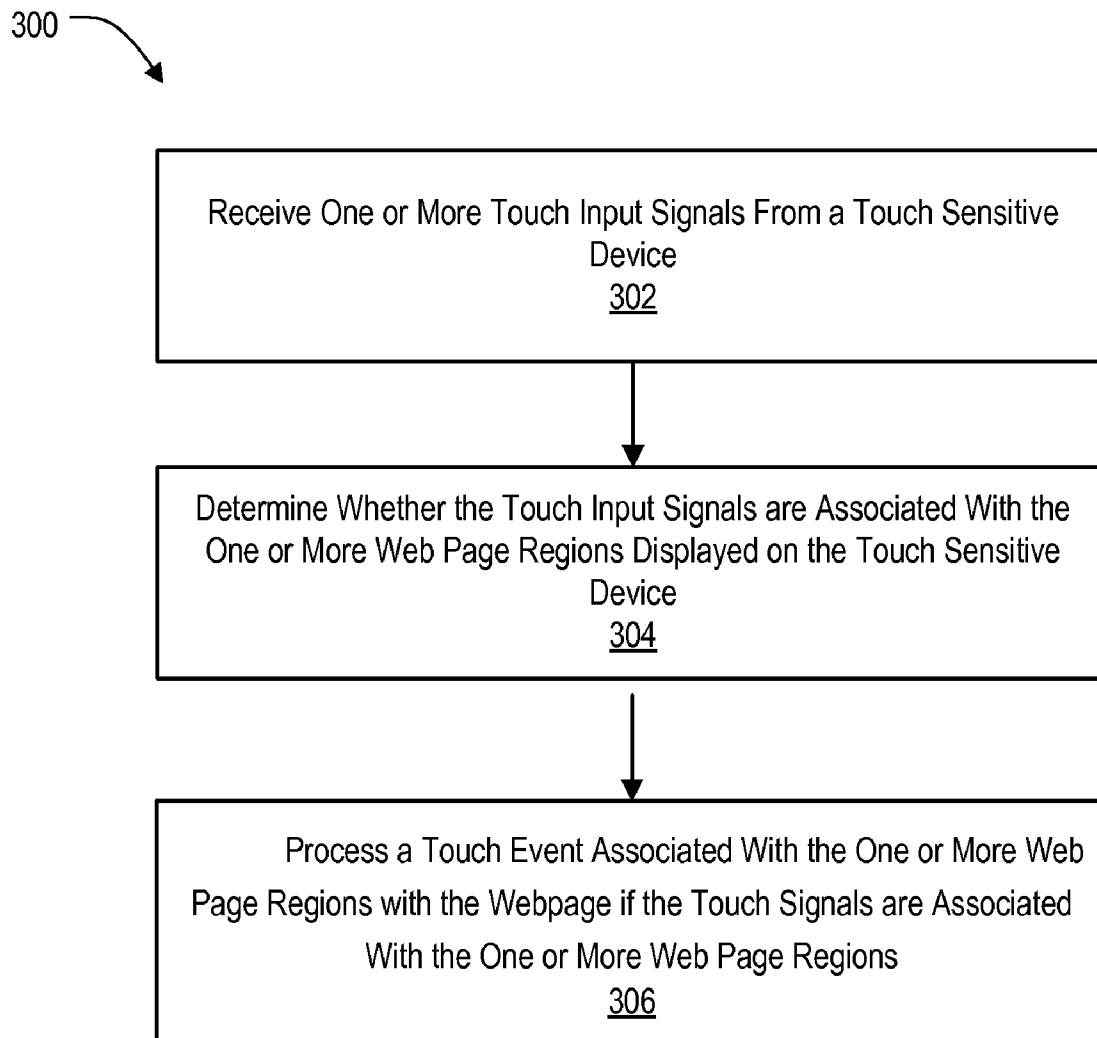 300
Receive One or More Touch Input Signals From a Touch Sensitive
Device
302
Determine Whether the Touch Input Signals are Associated With the
One or More Web Page Regions Displayed on the Touch Sensitive
Device
304
Process a Touch Event Associated With the One or More Web
Page Regions with the Webpage if the Touch Signals are Associated
With the One or More Web Page Regions
306